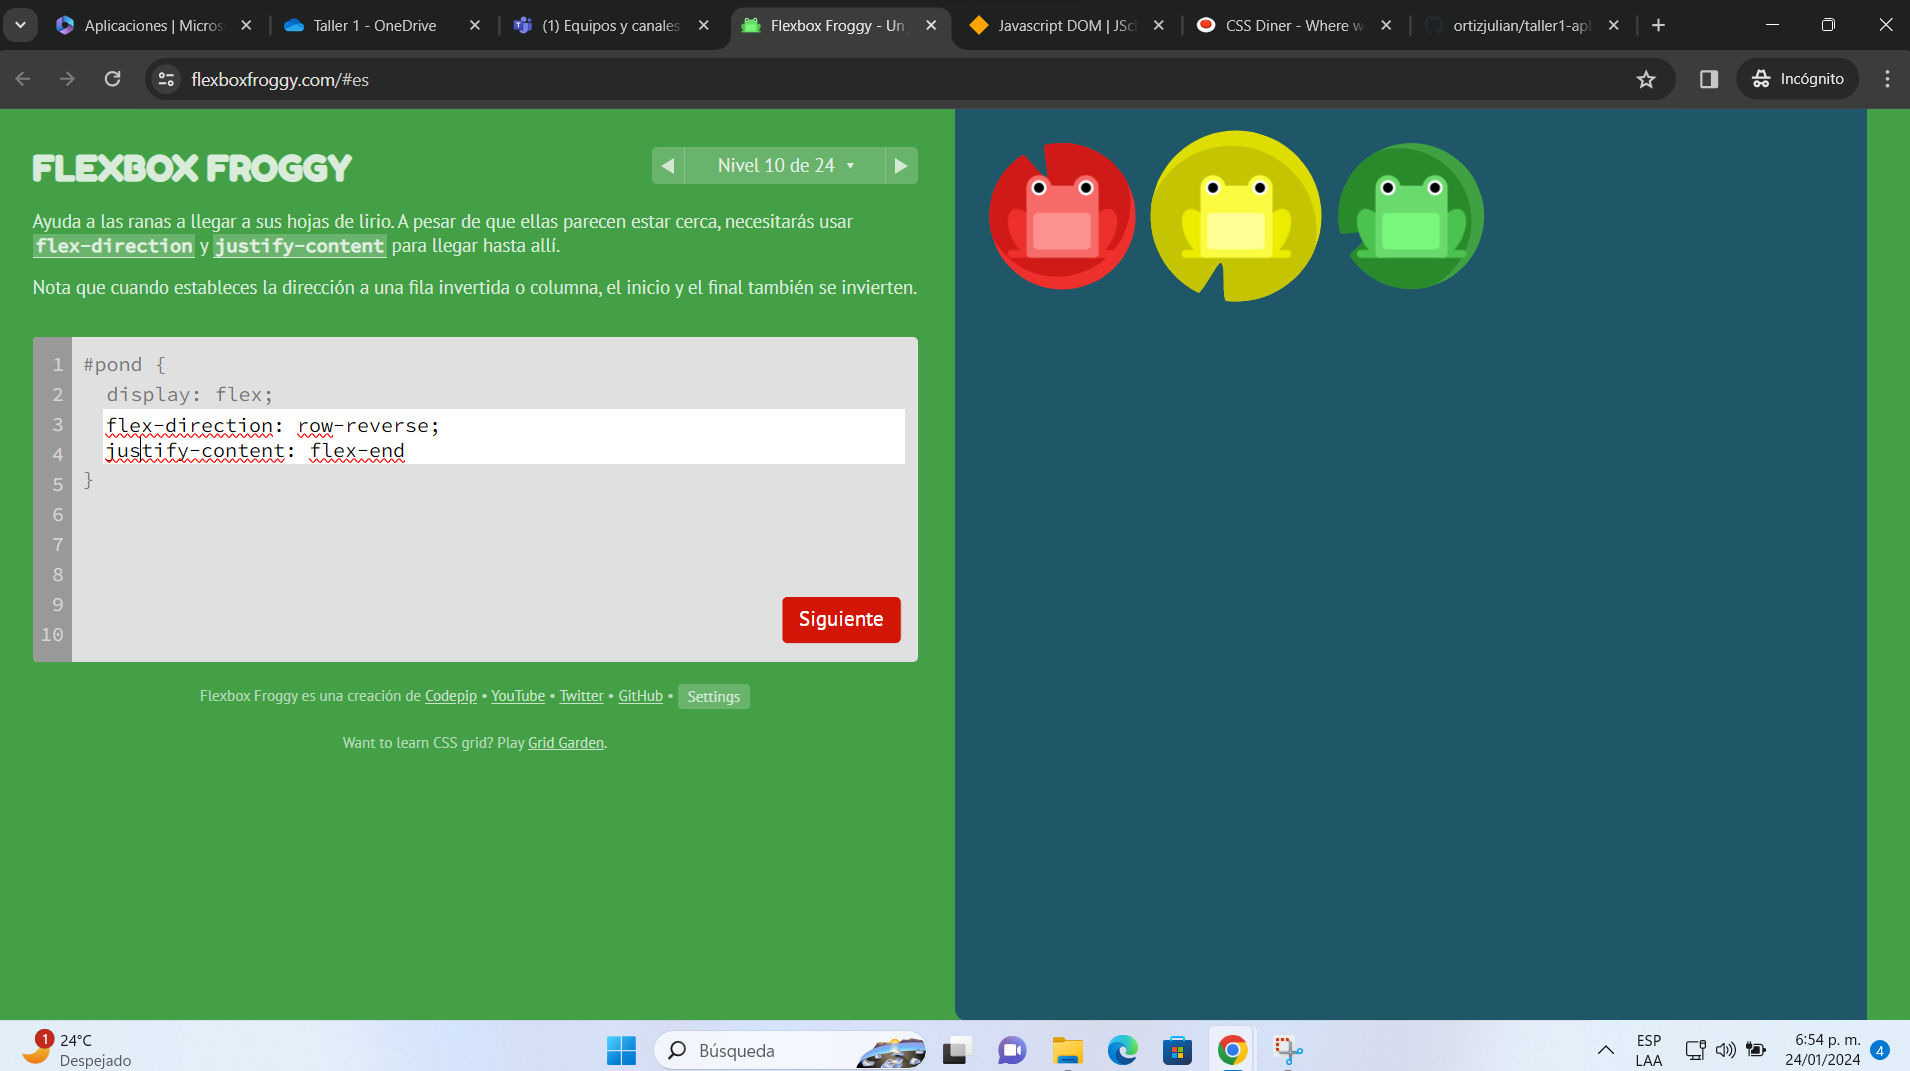 Aplicaciones | Micros
Taller 1 - OneDrive
(1) Equipos y canales
Flexbox Froggy - Un
Javascript DOM | JSc
CSS Diner - Where w
ortizjulian/taller1-apl
flexboxfroggy.com/#es
Incógnito
FLEXBOX FROGGY
Nivel 10 de 24
Ayuda a las ranas a llegar a sus hojas de lirio. A pesar de que ellas parecen estar cerca, necesitarás usar
flex-direction y justify-content para llegar hasta allí.
Nota que cuando estableces la dirección a una fila invertida o columna, el inicio y el final también se invierten.
1 #pond {
2 display: flex;
3 flex-direction: row-reverse;
4 justify-content: flex-end
5 }
6
7
8
9
10
Siguiente
Flexbox Froggy es una creación de Codepip • YouTube • Twitter • GitHub • Settings
Want to learn CSS grid? Play Grid Garden.
1
24°C
Despejado
Búsqueda
ESP
LAA
6:54 p. m.
24/01/2024
4